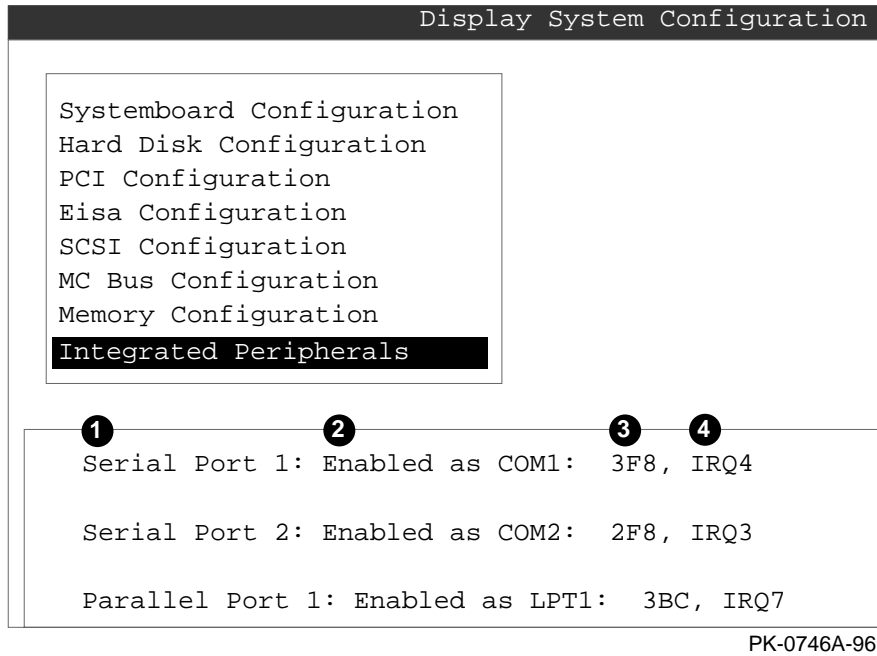 Display System Configuration
Systemboard Configuration
Hard Disk Configuration
PCI Configuration
Eisa Configuration
SCSI Configuration
MC Bus Configuration
Memory Configuration
Integrated Peripherals
1 2 3 4
Serial Port 1: Enabled as COM1: 3F8, IRQ4
Serial Port 2: Enabled as COM2: 2F8, IRQ3
Parallel Port 1: Enabled as LPT1: 3BC, IRQ7
PK-0746A-96